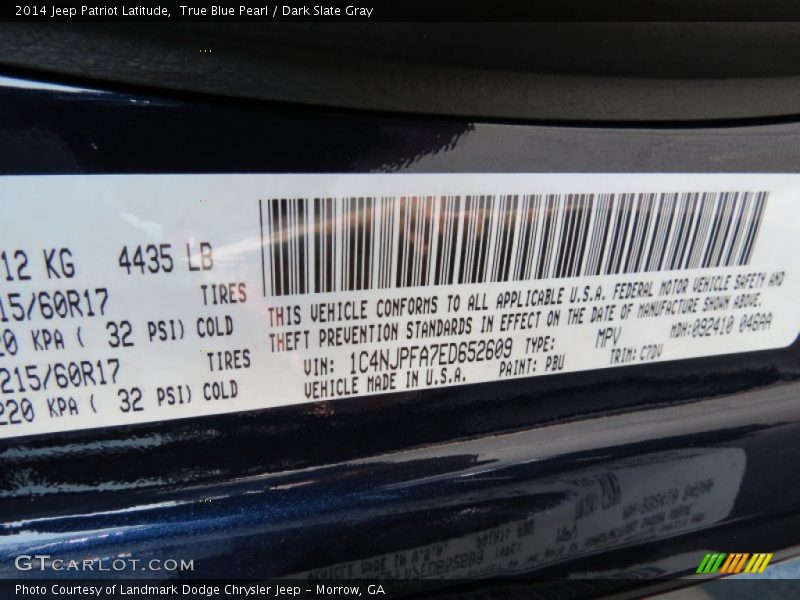 2014 Jeep Patriot Latitude,  True Blue Pearl / Dark Slate Gray
12 KG 4435 LB
15/60R17 TIRES
20 KPA ( 32 PSI) COLD
215/60R17 TIRES
220 KPA ( 32 PSI) COLD
THIS VEHICLE CONFORMS TO ALL APPLICABLE U.S.A. FEDERAL MOTOR VEHICLE SAFETY AND
THEFT PREVENTION STANDARDS IN EFFECT ON THE DATE OF MANUFACTURE SHOWN ABOVE.
VIN: 1C4NJPFA7ED652609 TYPE: MPV MDH:092410 046AA
VEHICLE MADE IN U.S.A. PAINT: PBU TRIM: C7DV
GTCARLOT.COM
Photo Courtesy of Landmark Dodge Chrysler Jeep - Morrow, GA